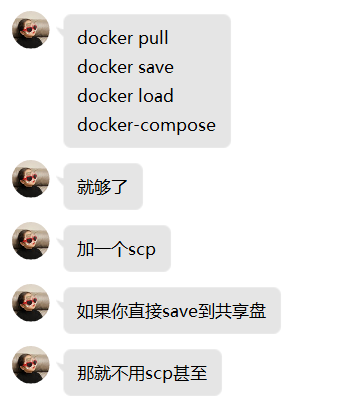 docker pull
docker save
docker load
docker-compose
就够了
加一个scp
如果你直接save到共享盘
那就不用scp甚至